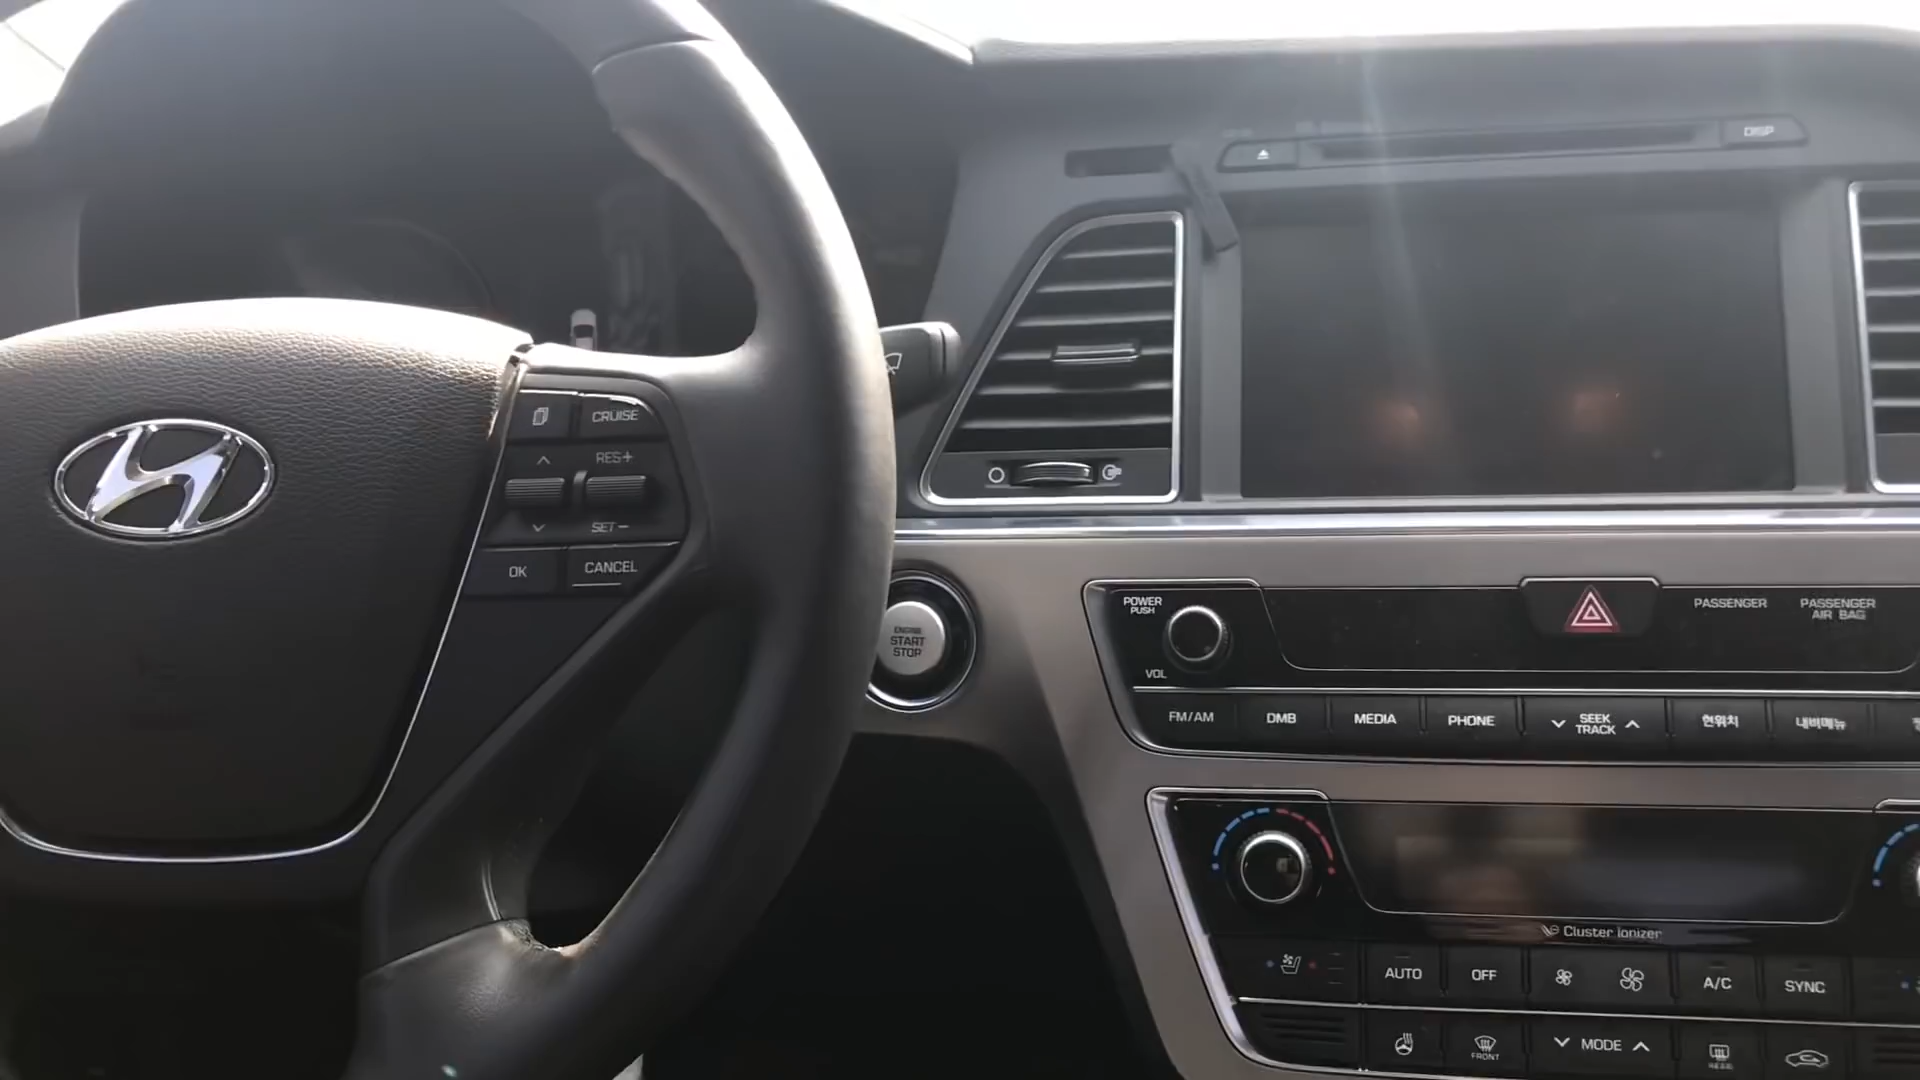 DISP
CRUISE
RES+
SET−
OK
CANCEL
ENGINE
START
STOP
POWER
PUSH
VOL
PASSENGER
PASSENGER
AIR BAG
FM/AM
DMB
MEDIA
PHONE
SEEK
TRACK
현위치
내비메뉴
Cluster ionizer
AUTO
OFF
A/C
SYNC
FRONT
MODE
REAR